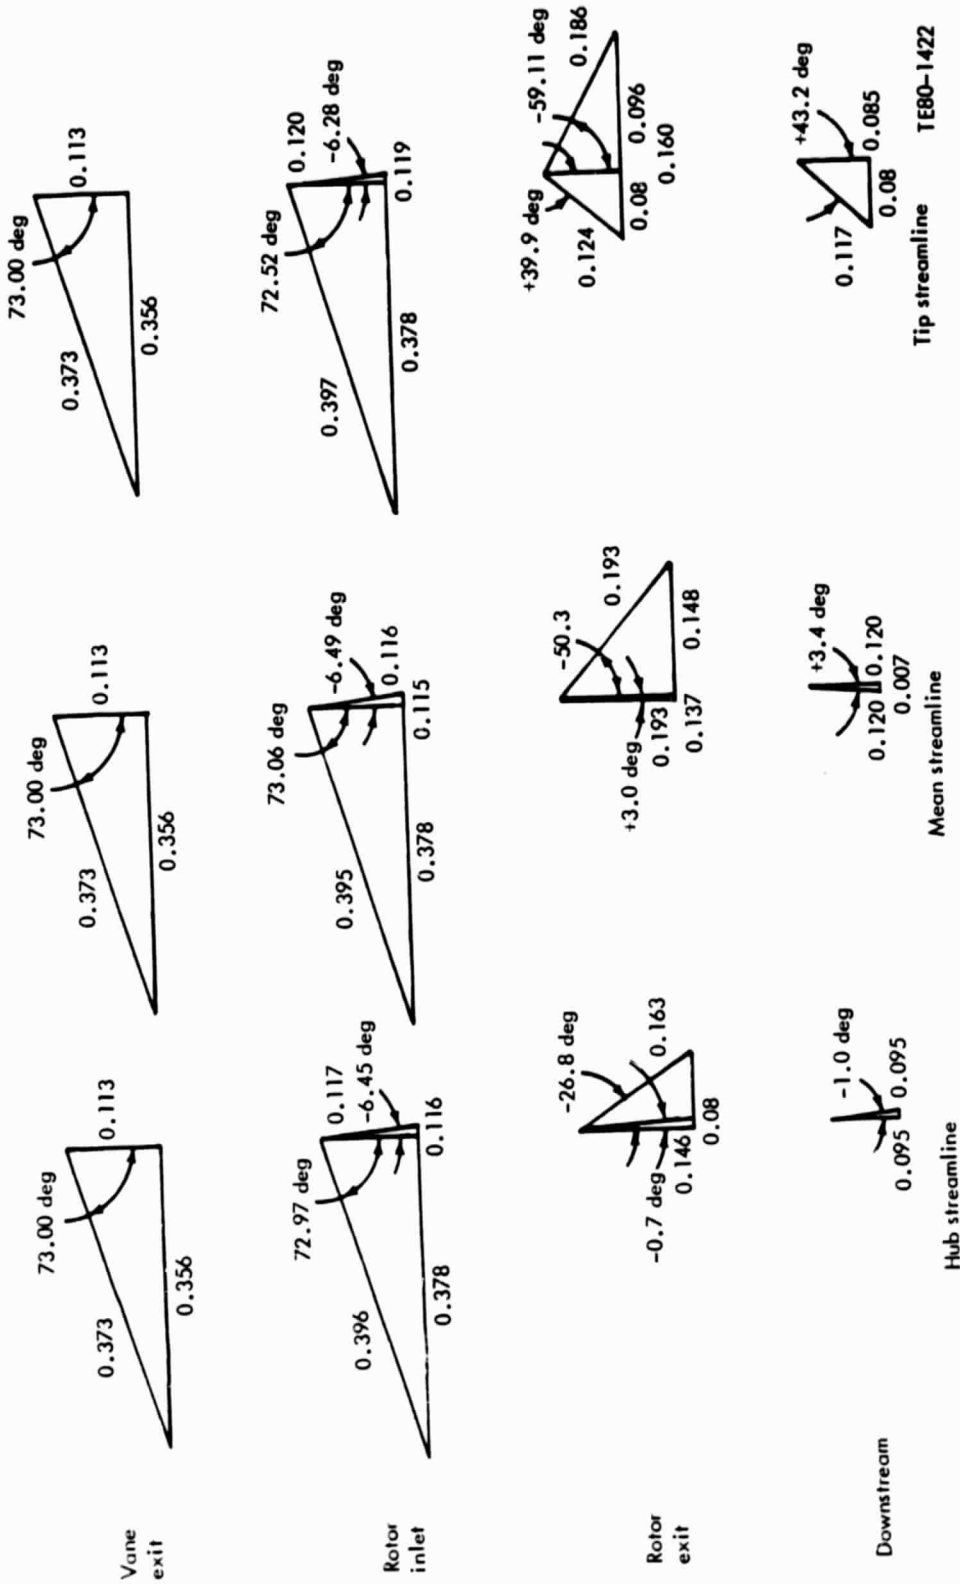 Vane
exit
73.00 deg
0.373
0.113
0.356
73.00 deg
0.373
0.113
0.356
73.00 deg
0.373
0.113
0.356
Rotor
inlet
72.97 deg
0.396
0.117
-6.45 deg
0.116
0.378
73.06 deg
0.395
-6.49 deg
0.116
0.115
0.378
72.52 deg
0.397
0.120
-6.28 deg
0.119
0.378
Rotor
exit
-26.8 deg
0.163
-0.7 deg
0.146
0.08
-50.3
0.193
+3.0 deg
0.193
0.148
0.137
+39.9 deg
-59.11 deg
0.186
0.124
0.08
0.096
0.160
Downstream
-1.0 deg
0.095
0.095
+3.4 deg
0.120
0.120
0.007
+43.2 deg
0.117
0.085
0.08
Hub streamline
Mean streamline
Tip streamline
TE80-1422